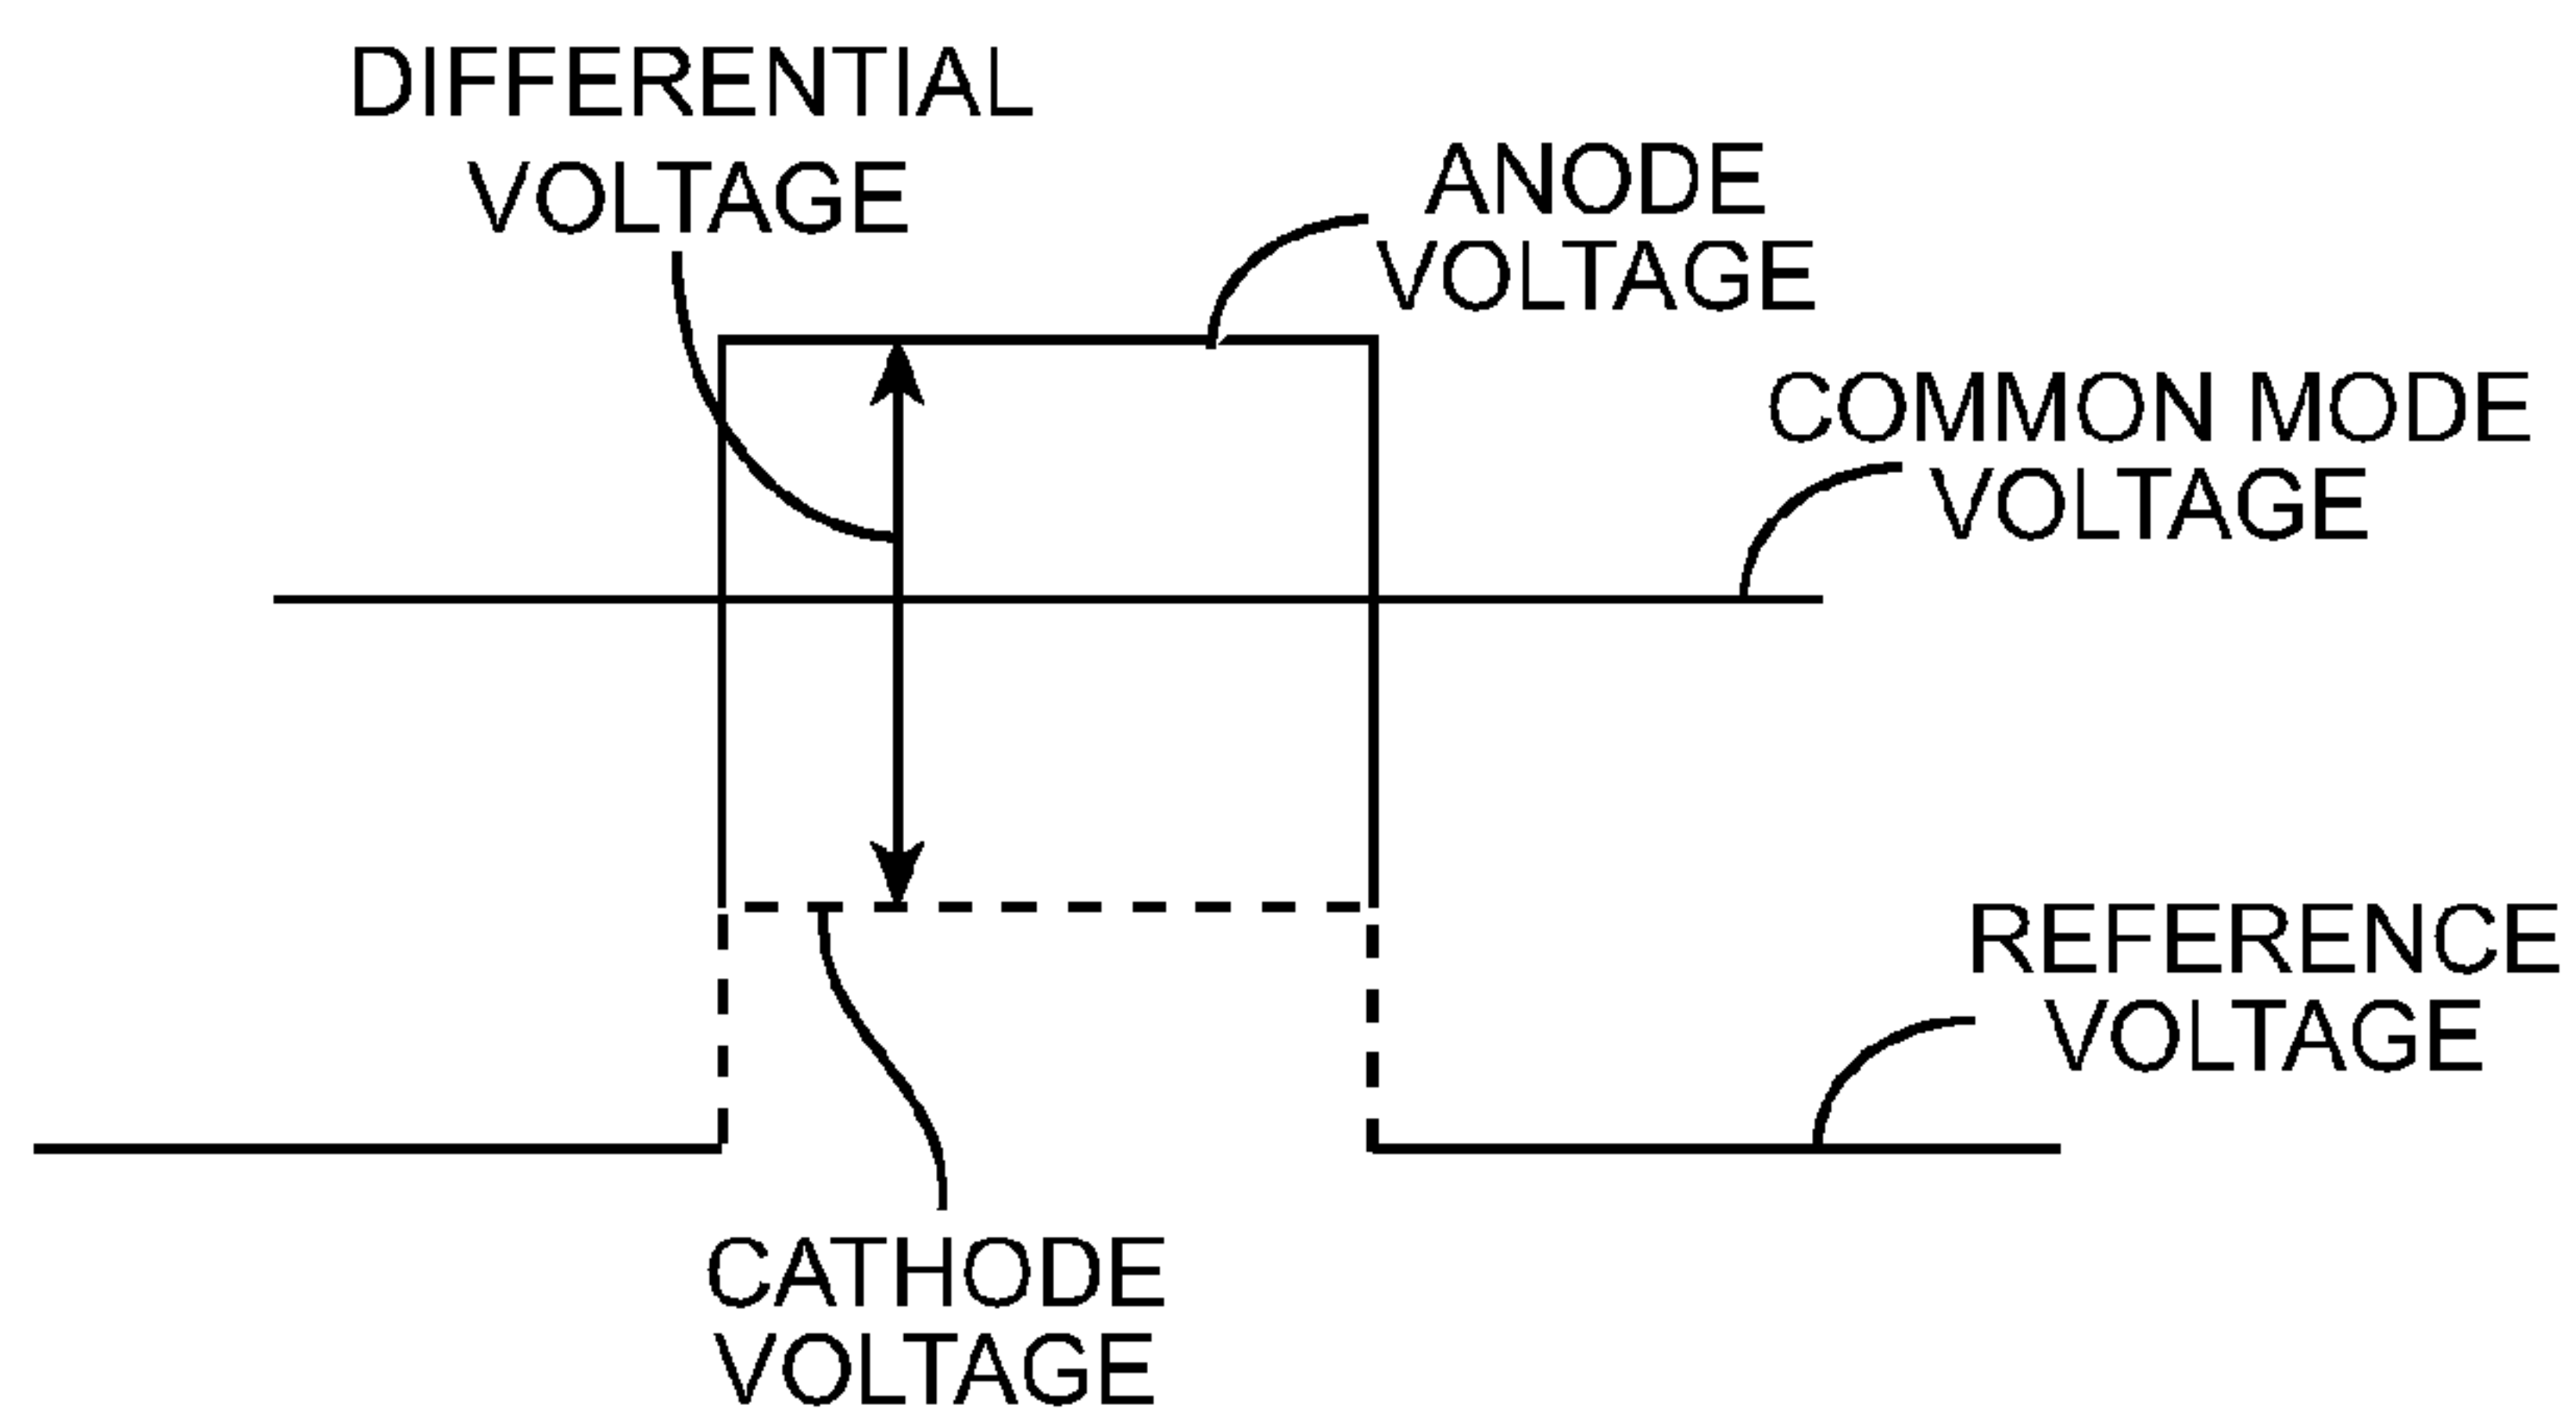 DIFFERENTIAL
VOLTAGE
ANODE
VOLTAGE
COMMON MODE
VOLTAGE
REFERENCE
VOLTAGE
CATHODE
VOLTAGE